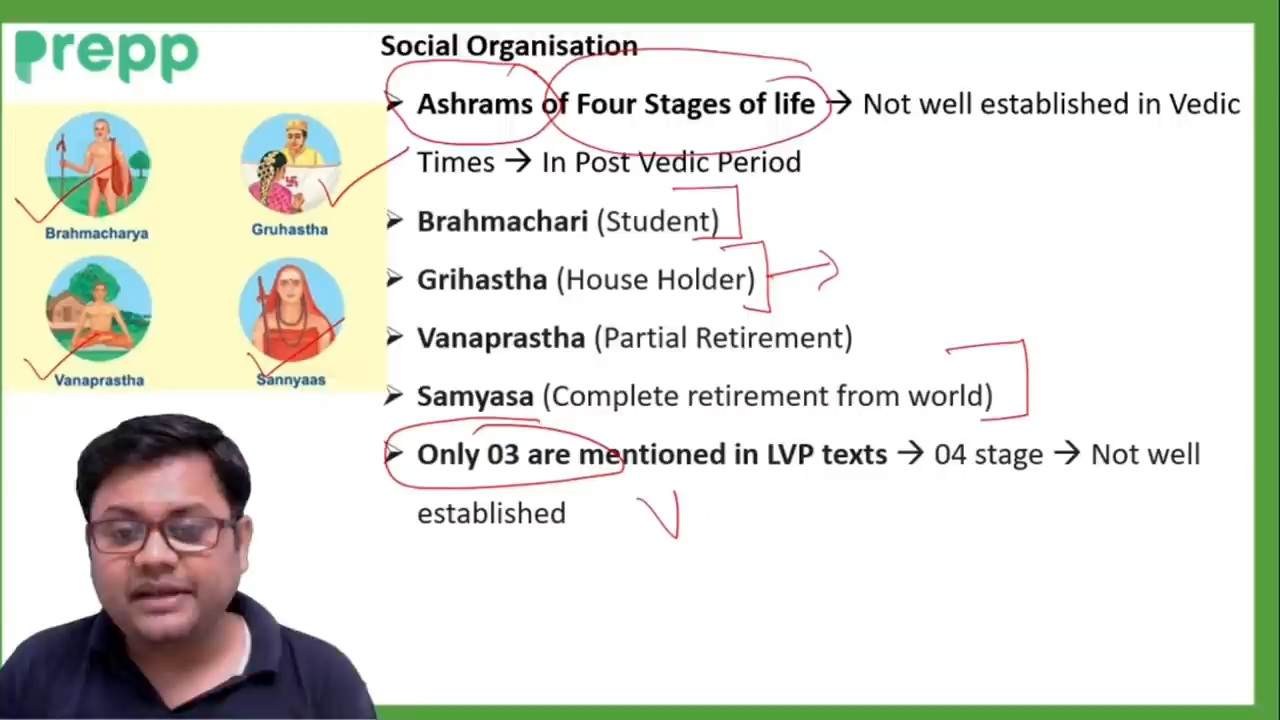 Prepp
Social Organisation
➤ Ashrams of Four Stages of life → Not well established in Vedic
Times → In Post Vedic Period
➤ Brahmachari (Student)
➤ Grihastha (House Holder)
➤ Vanaprastha (Partial Retirement)
➤ Samyasa (Complete retirement from world)
➤ Only 03 are mentioned in LVP texts → 04 stage → Not well
established
Brahmacharya
Gruhastha
Vanaprastha
Sannyaas